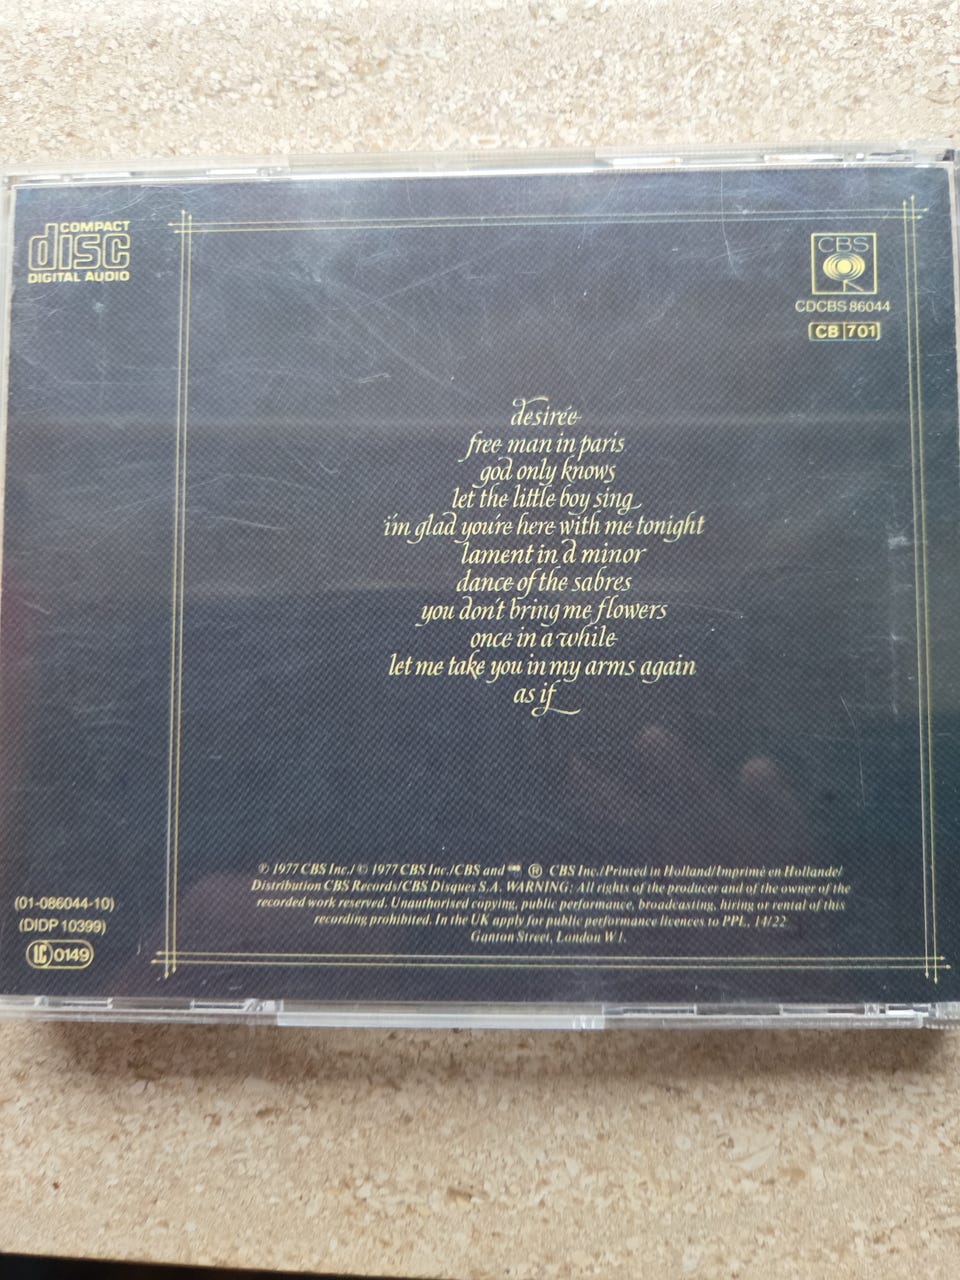 COMPACT
disc
DIGITAL AUDIO
CBS
CDCBS 86044
CB 701
desirée
free man in paris
god only knows
let the little boy sing
i'm glad you're here with me tonight
lament in d minor
dance of the sabres
you don't bring me flowers
once in a while
let me take you in my arms again
as if
℗ 1977 CBS Inc./© 1977 CBS Inc./CBS and ® CBS Inc./Printed in Holland/Imprimé en Hollande/
Distribution CBS Records/CBS Disques S.A. WARNING: All rights of the producer and of the owner of the
recorded work reserved. Unauthorised copying, public performance, broadcasting, hiring or rental of this
recording prohibited. In the UK apply for public performance licences to PPL, 14/22
Ganton Street, London W1.
(01-086044-10)
(DIDP 10399)
LC 0149